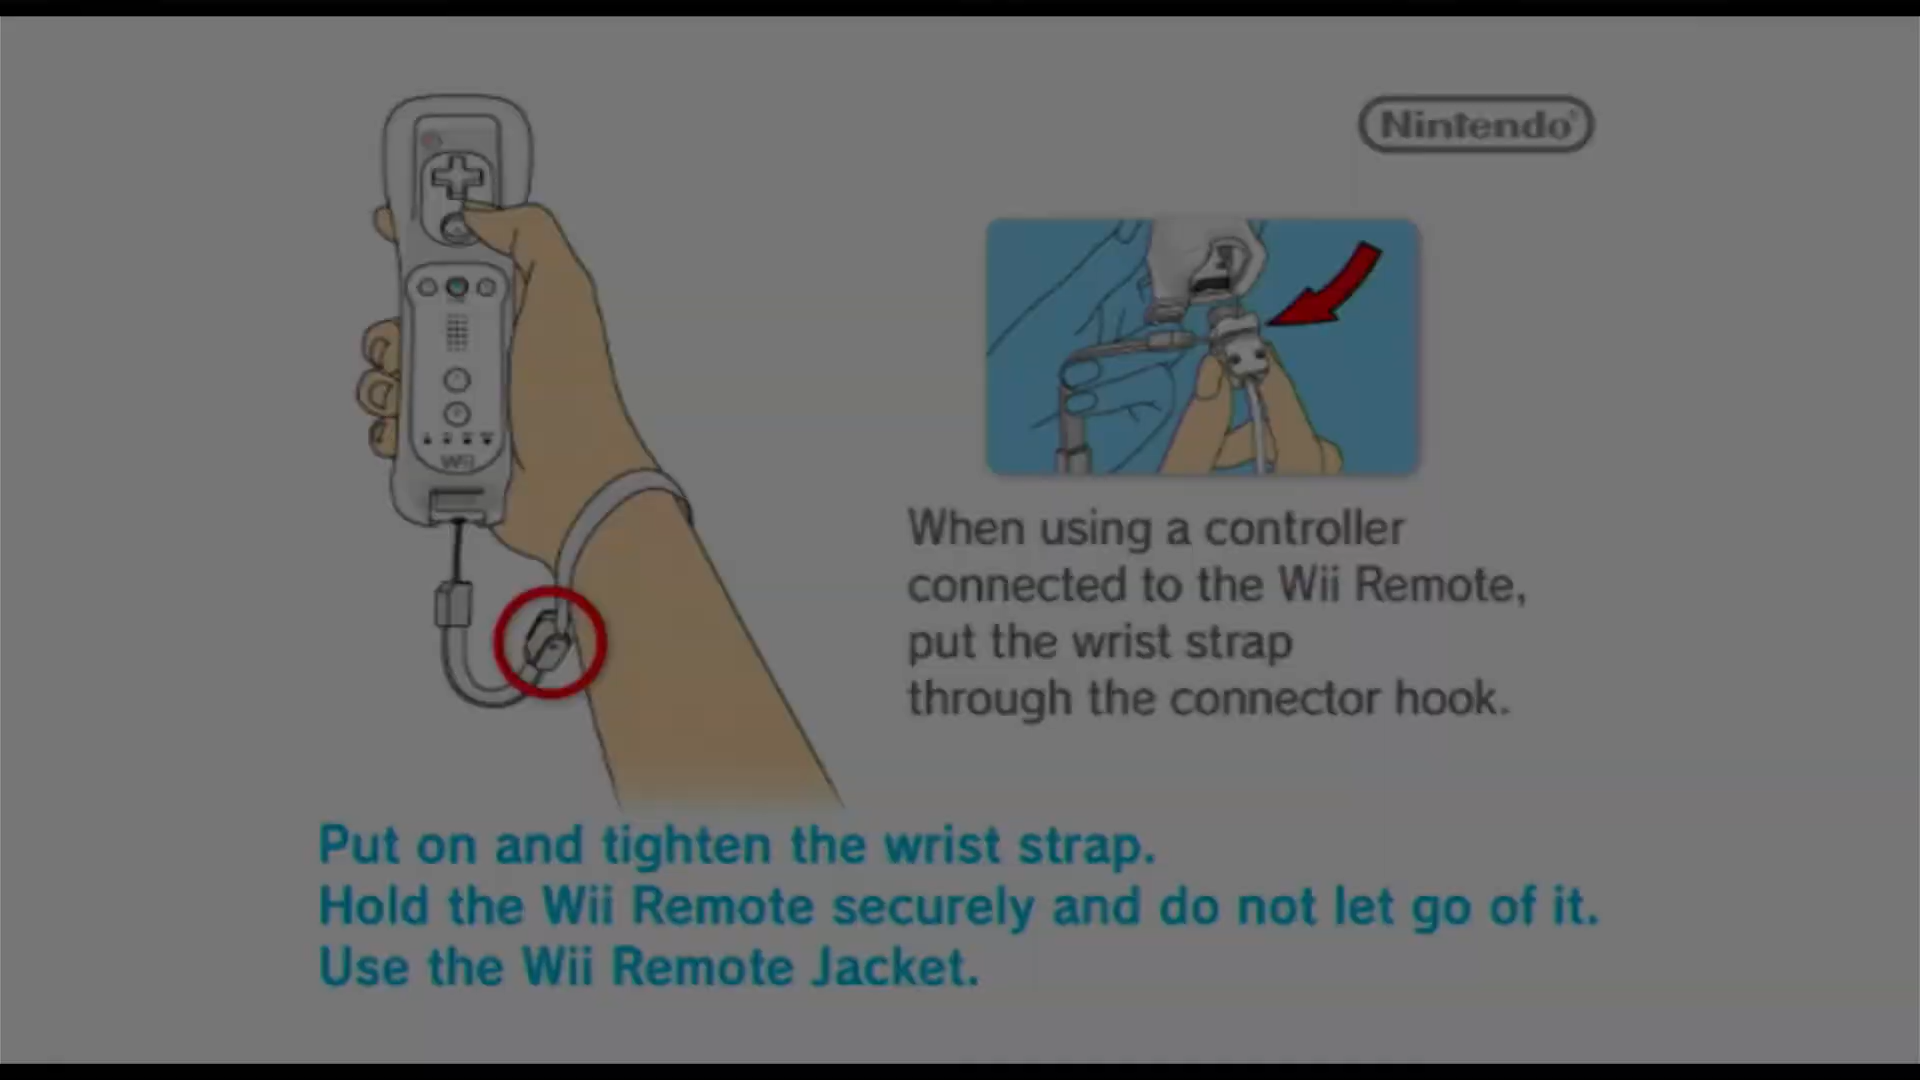 Nintendo
Wii
When using a controller
connected to the Wii Remote,
put the wrist strap
through the connector hook.
Put on and tighten the wrist strap.
Hold the Wii Remote securely and do not let go of it.
Use the Wii Remote Jacket.